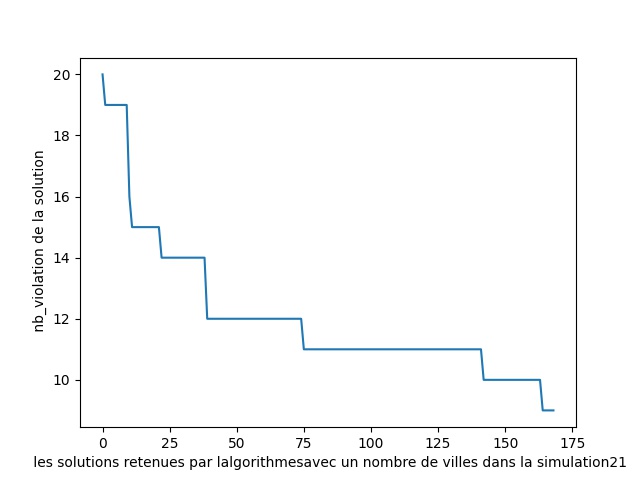 20
18
16
14
12
10
nb_violation de la solution
0 25 50 75 100 125 150 175
les solutions retenues par lalgorithmesavec un nombre de villes dans la simulation21